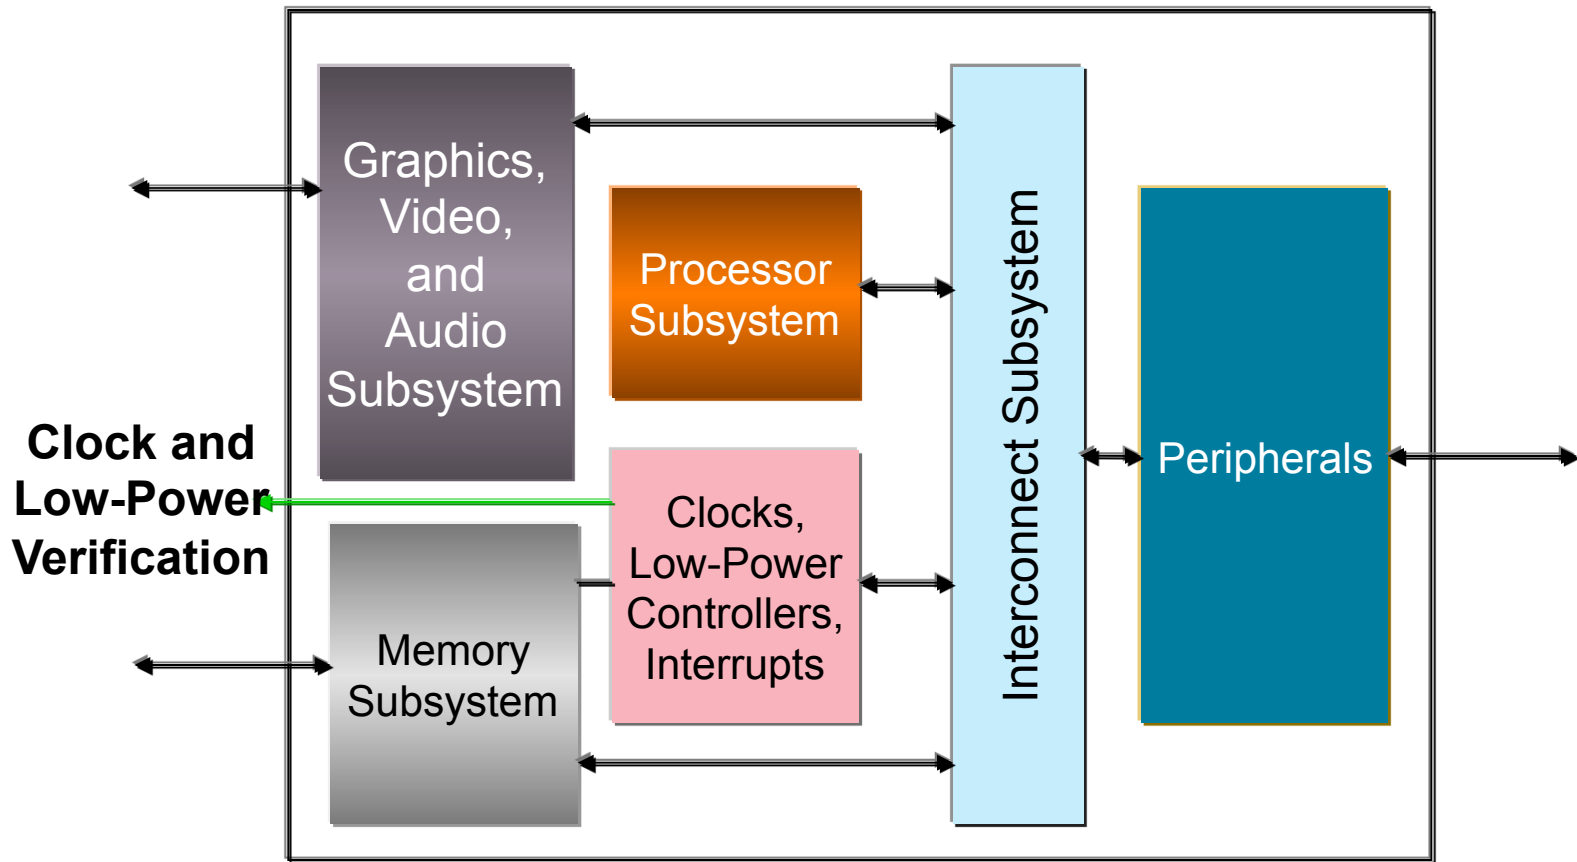 Graphics,
Video,
and
Audio
Subsystem
Processor
Subsystem
Interconnect Subsystem
Peripherals
Clock and
Low-Power
Verification
Clocks,
Low-Power
Controllers,
Interrupts
Memory
Subsystem